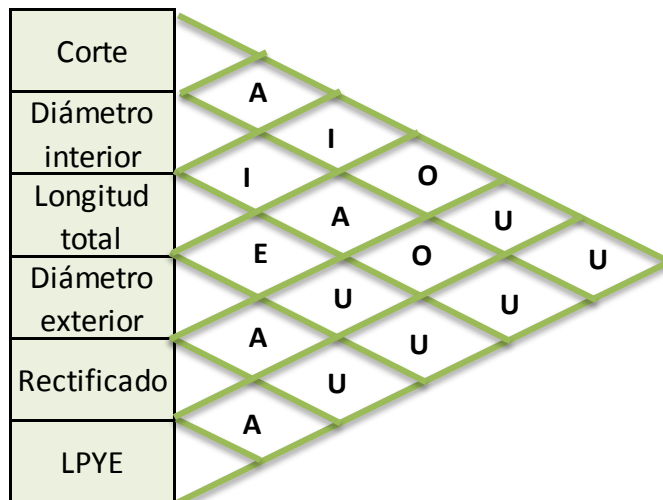 Corte
Diámetro
interior
Longitud
total
Diámetro
exterior
Rectificado
LPYE
A
I
I
O
A
U
E
O
U
U
U
A
U
U
A